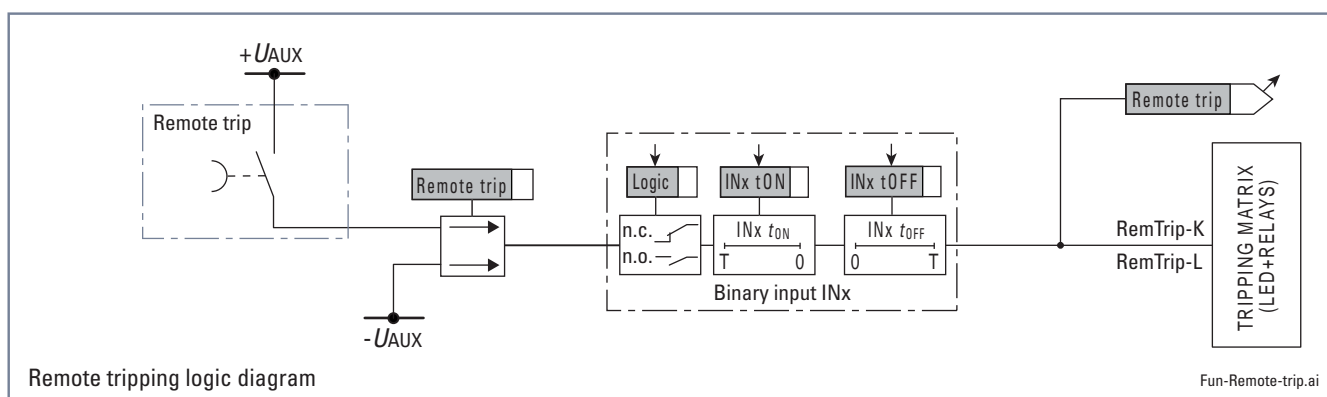 +UAUX
Remote trip
Remote trip
-UAUX
Logic
INx tON
INx tOFF
n.c.
n.o.
INx tON
T 0
INx tOFF
0 T
Binary input INx
Remote trip
RemTrip-K
RemTrip-L
TRIPPING MATRIX
(LED+RELAYS)
Remote tripping logic diagram
Fun-Remote-trip.ai